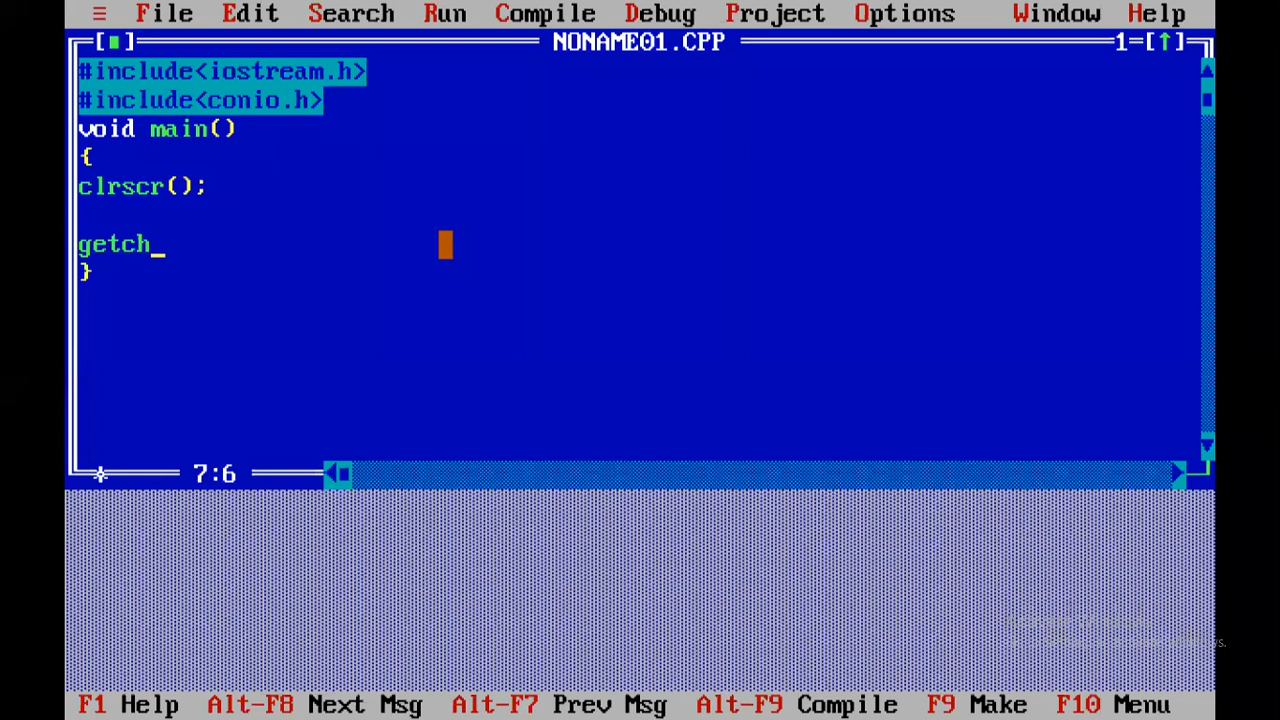 ≡ File Edit Search Run Compile Debug Project Options Window Help
[■] NONAME01.CPP 1=[↑]
#include<iostream.h>
#include<conio.h>
void main()
{
clrscr();
getch_
}
7:6
F1 Help Alt-F8 Next Msg Alt-F7 Prev Msg Alt-F9 Compile F9 Make F10 Menu